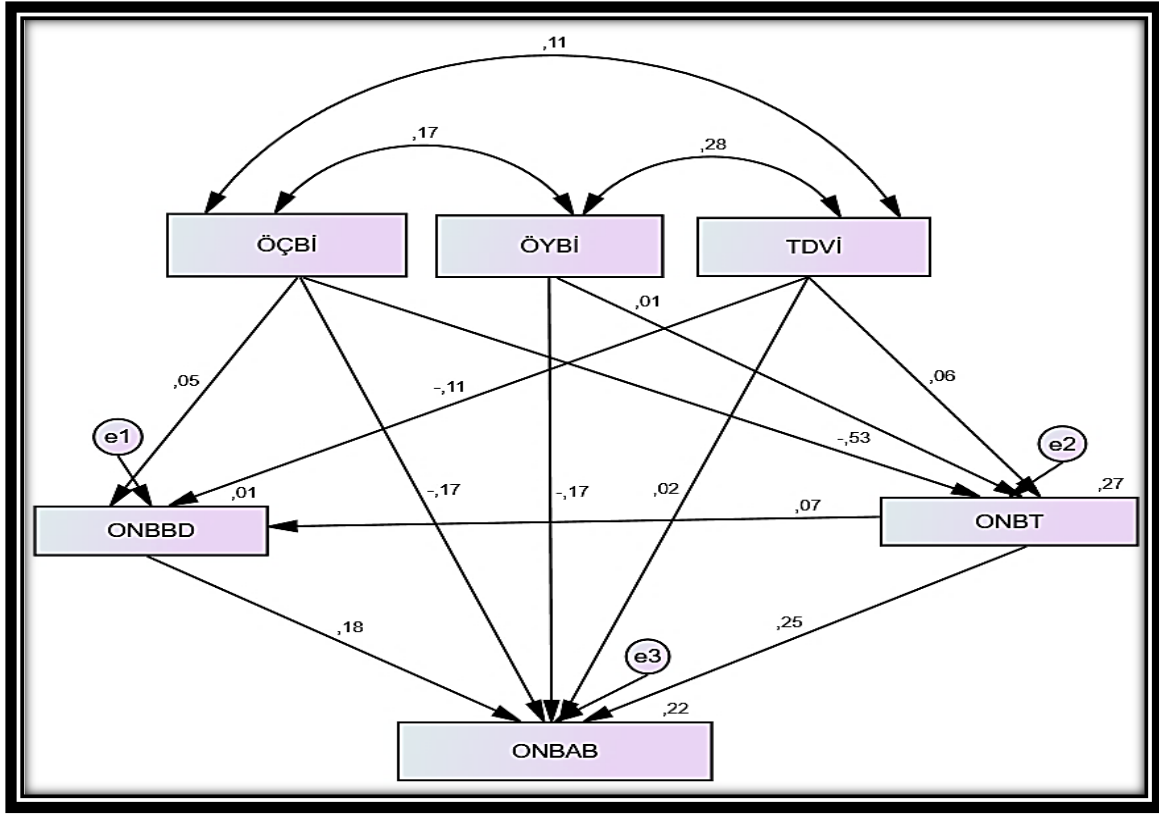 ,11
,17
,28
ÖÇBİ
ÖYBİ
TDVİ
,01
,05
-,11
,06
e1
-,53
e2
,01
-,17
-,17
,02
,07
,27
ONBBD
ONBT
,18
,25
e3
,22
ONBAB